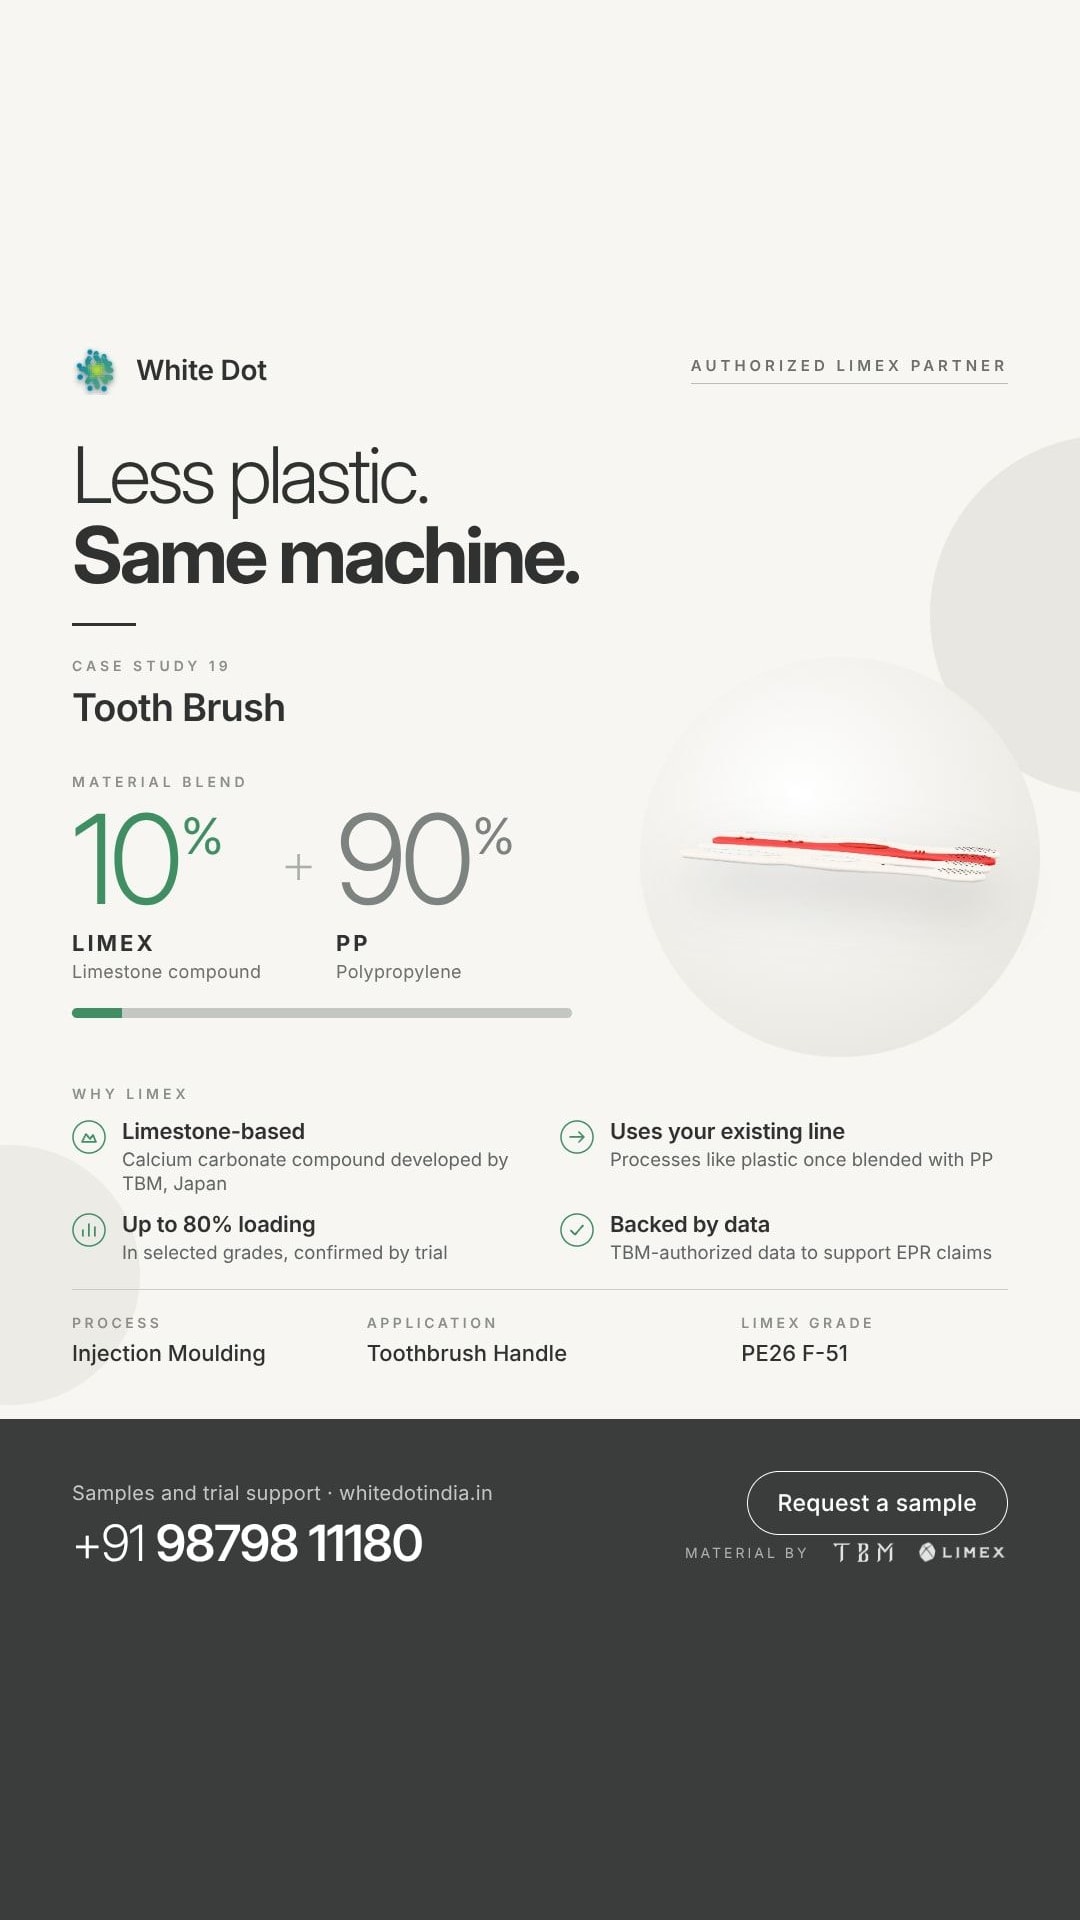 White Dot
AUTHORIZED LIMEX PARTNER
Less plastic.
Same machine.
CASE STUDY 19
Tooth Brush
MATERIAL BLEND
10% + 90%
LIMEX PP
Limestone compound Polypropylene
WHY LIMEX
Limestone-based
Calcium carbonate compound developed by
TBM, Japan
Uses your existing line
Processes like plastic once blended with PP
Up to 80% loading
In selected grades, confirmed by trial
Backed by data
TBM-authorized data to support EPR claims
PROCESS
Injection Moulding
APPLICATION
Toothbrush Handle
LIMEX GRADE
PE26 F-51
Samples and trial support · whitedotindia.in
+91 98798 11180
Request a sample
MATERIAL BY TBM LIMEX